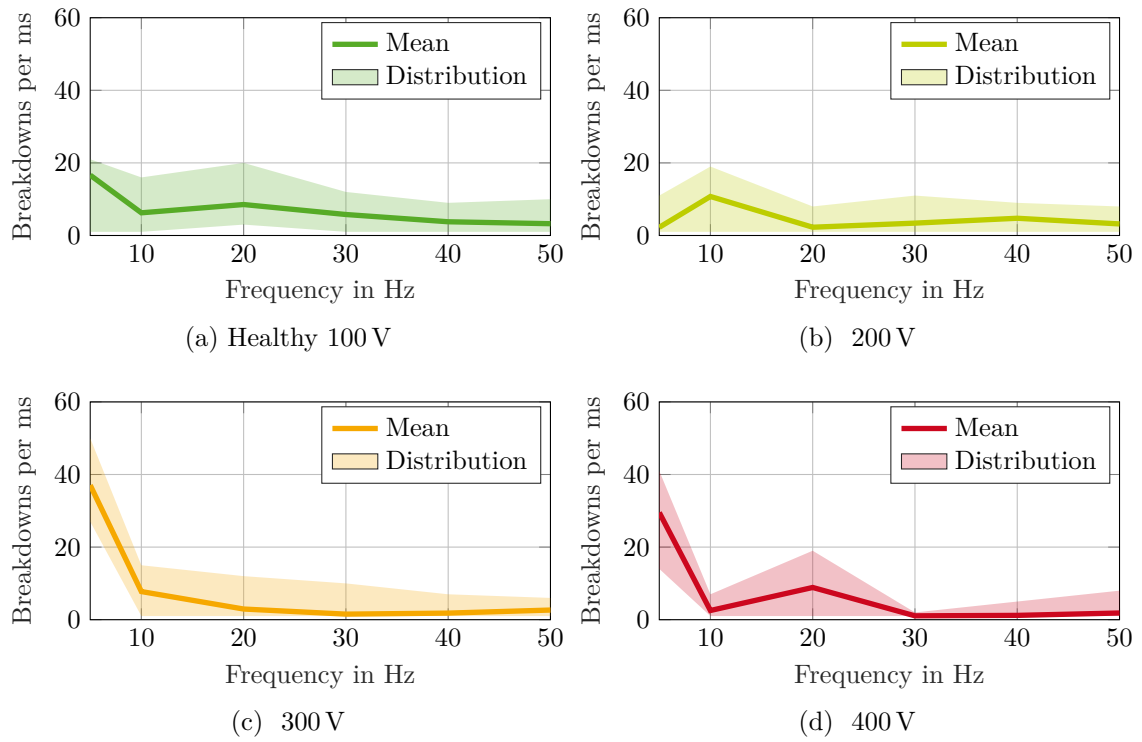 60
40
20
0
10
20
30
40
50
Breakdowns per ms
Frequency in Hz
Mean
Distribution
(a) Healthy 100 V
60
40
20
0
10
20
30
40
50
Breakdowns per ms
Frequency in Hz
Mean
Distribution
(b) 200 V
60
40
20
0
10
20
30
40
50
Breakdowns per ms
Frequency in Hz
Mean
Distribution
(c) 300 V
60
40
20
0
10
20
30
40
50
Breakdowns per ms
Frequency in Hz
Mean
Distribution
(d) 400 V